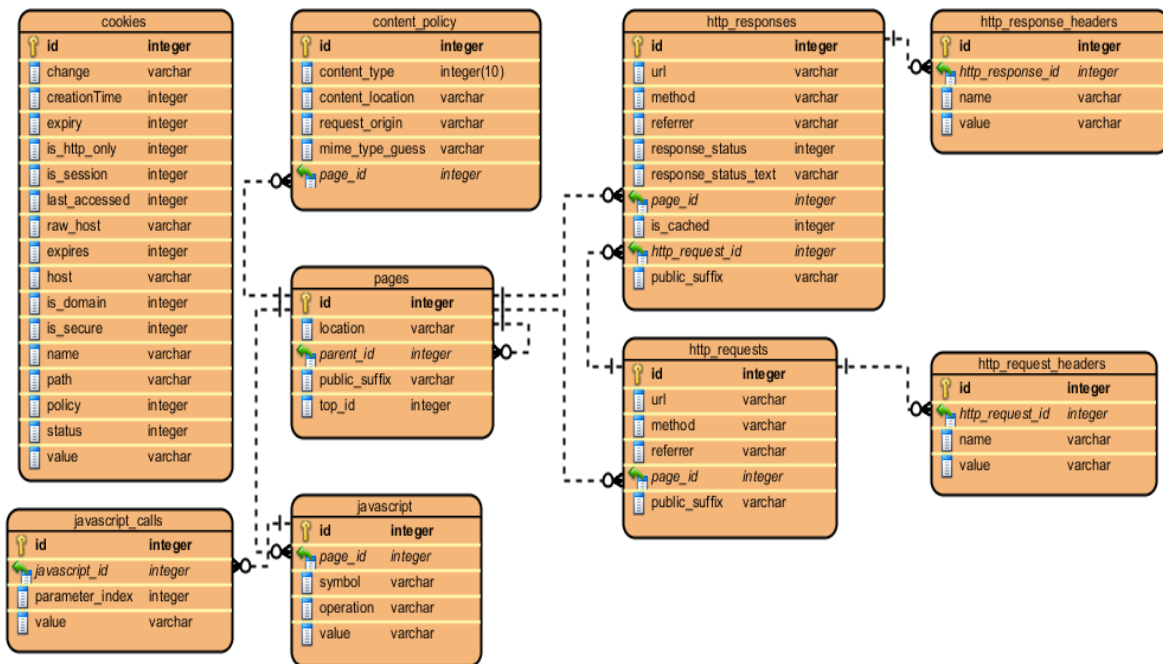 cookies
id integer
change varchar
creationTime integer
expiry integer
is_http_only integer
is_session integer
last_accessed integer
raw_host varchar
expires integer
host varchar
is_domain integer
is_secure integer
name varchar
path varchar
policy integer
status integer
value varchar
content_policy
id integer
content_type integer(10)
content_location varchar
request_origin varchar
mime_type_guess varchar
page_id integer
pages
id integer
location varchar
parent_id integer
public_suffix varchar
top_id integer
http_responses
id integer
url varchar
method varchar
referrer varchar
response_status integer
response_status_text varchar
page_id integer
is_cached integer
http_request_id integer
public_suffix varchar
http_response_headers
id integer
http_response_id integer
name varchar
value varchar
http_requests
id integer
url varchar
method varchar
referrer varchar
page_id integer
public_suffix varchar
http_request_headers
id integer
http_request_id integer
name varchar
value varchar
javascript_calls
id integer
javascript_id integer
parameter_index integer
value varchar
javascript
id integer
page_id integer
symbol varchar
operation varchar
value varchar